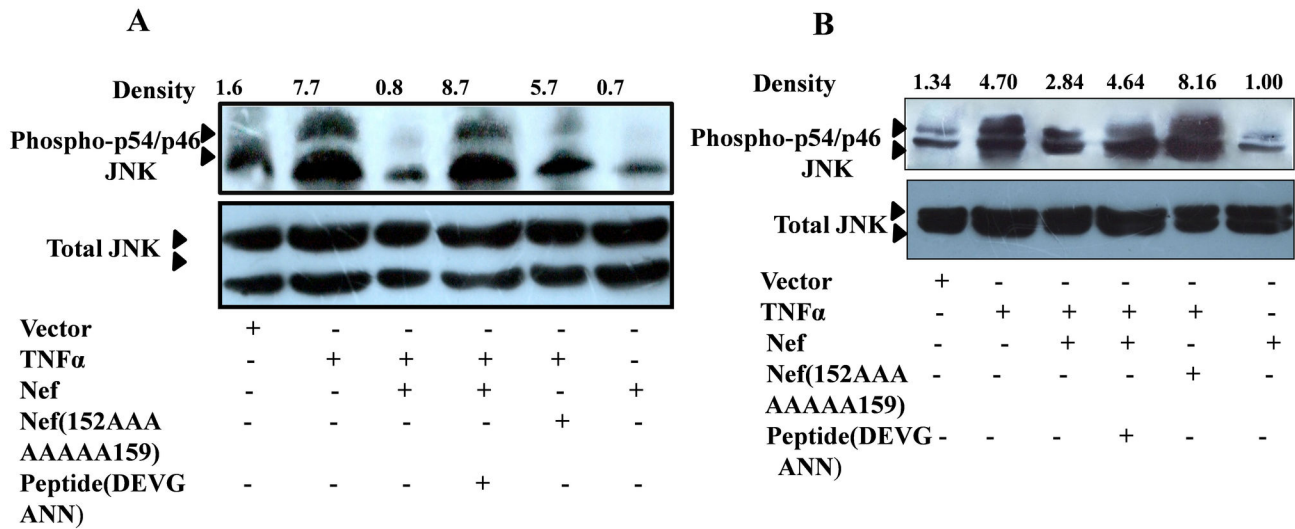 A
Density 1.6 7.7 0.8 8.7 5.7 0.7
Phospho-p54/p46
JNK
Total JNK
Vector + - - - - -
TNFα - + + + + -
Nef - - + + - +
Nef(152AAA - - - - + -
AAAAA159)
Peptide(DEVG - - - + - -
ANN)
B
Density 1.34 4.70 2.84 4.64 8.16 1.00
Phospho-p54/p46
JNK
Total JNK
Vector + - - - - -
TNFα - + + + + -
Nef - - + + - +
Nef(152AAA - - - - + -
AAAAA159)
Peptide(DEVG - - - + - -
ANN)